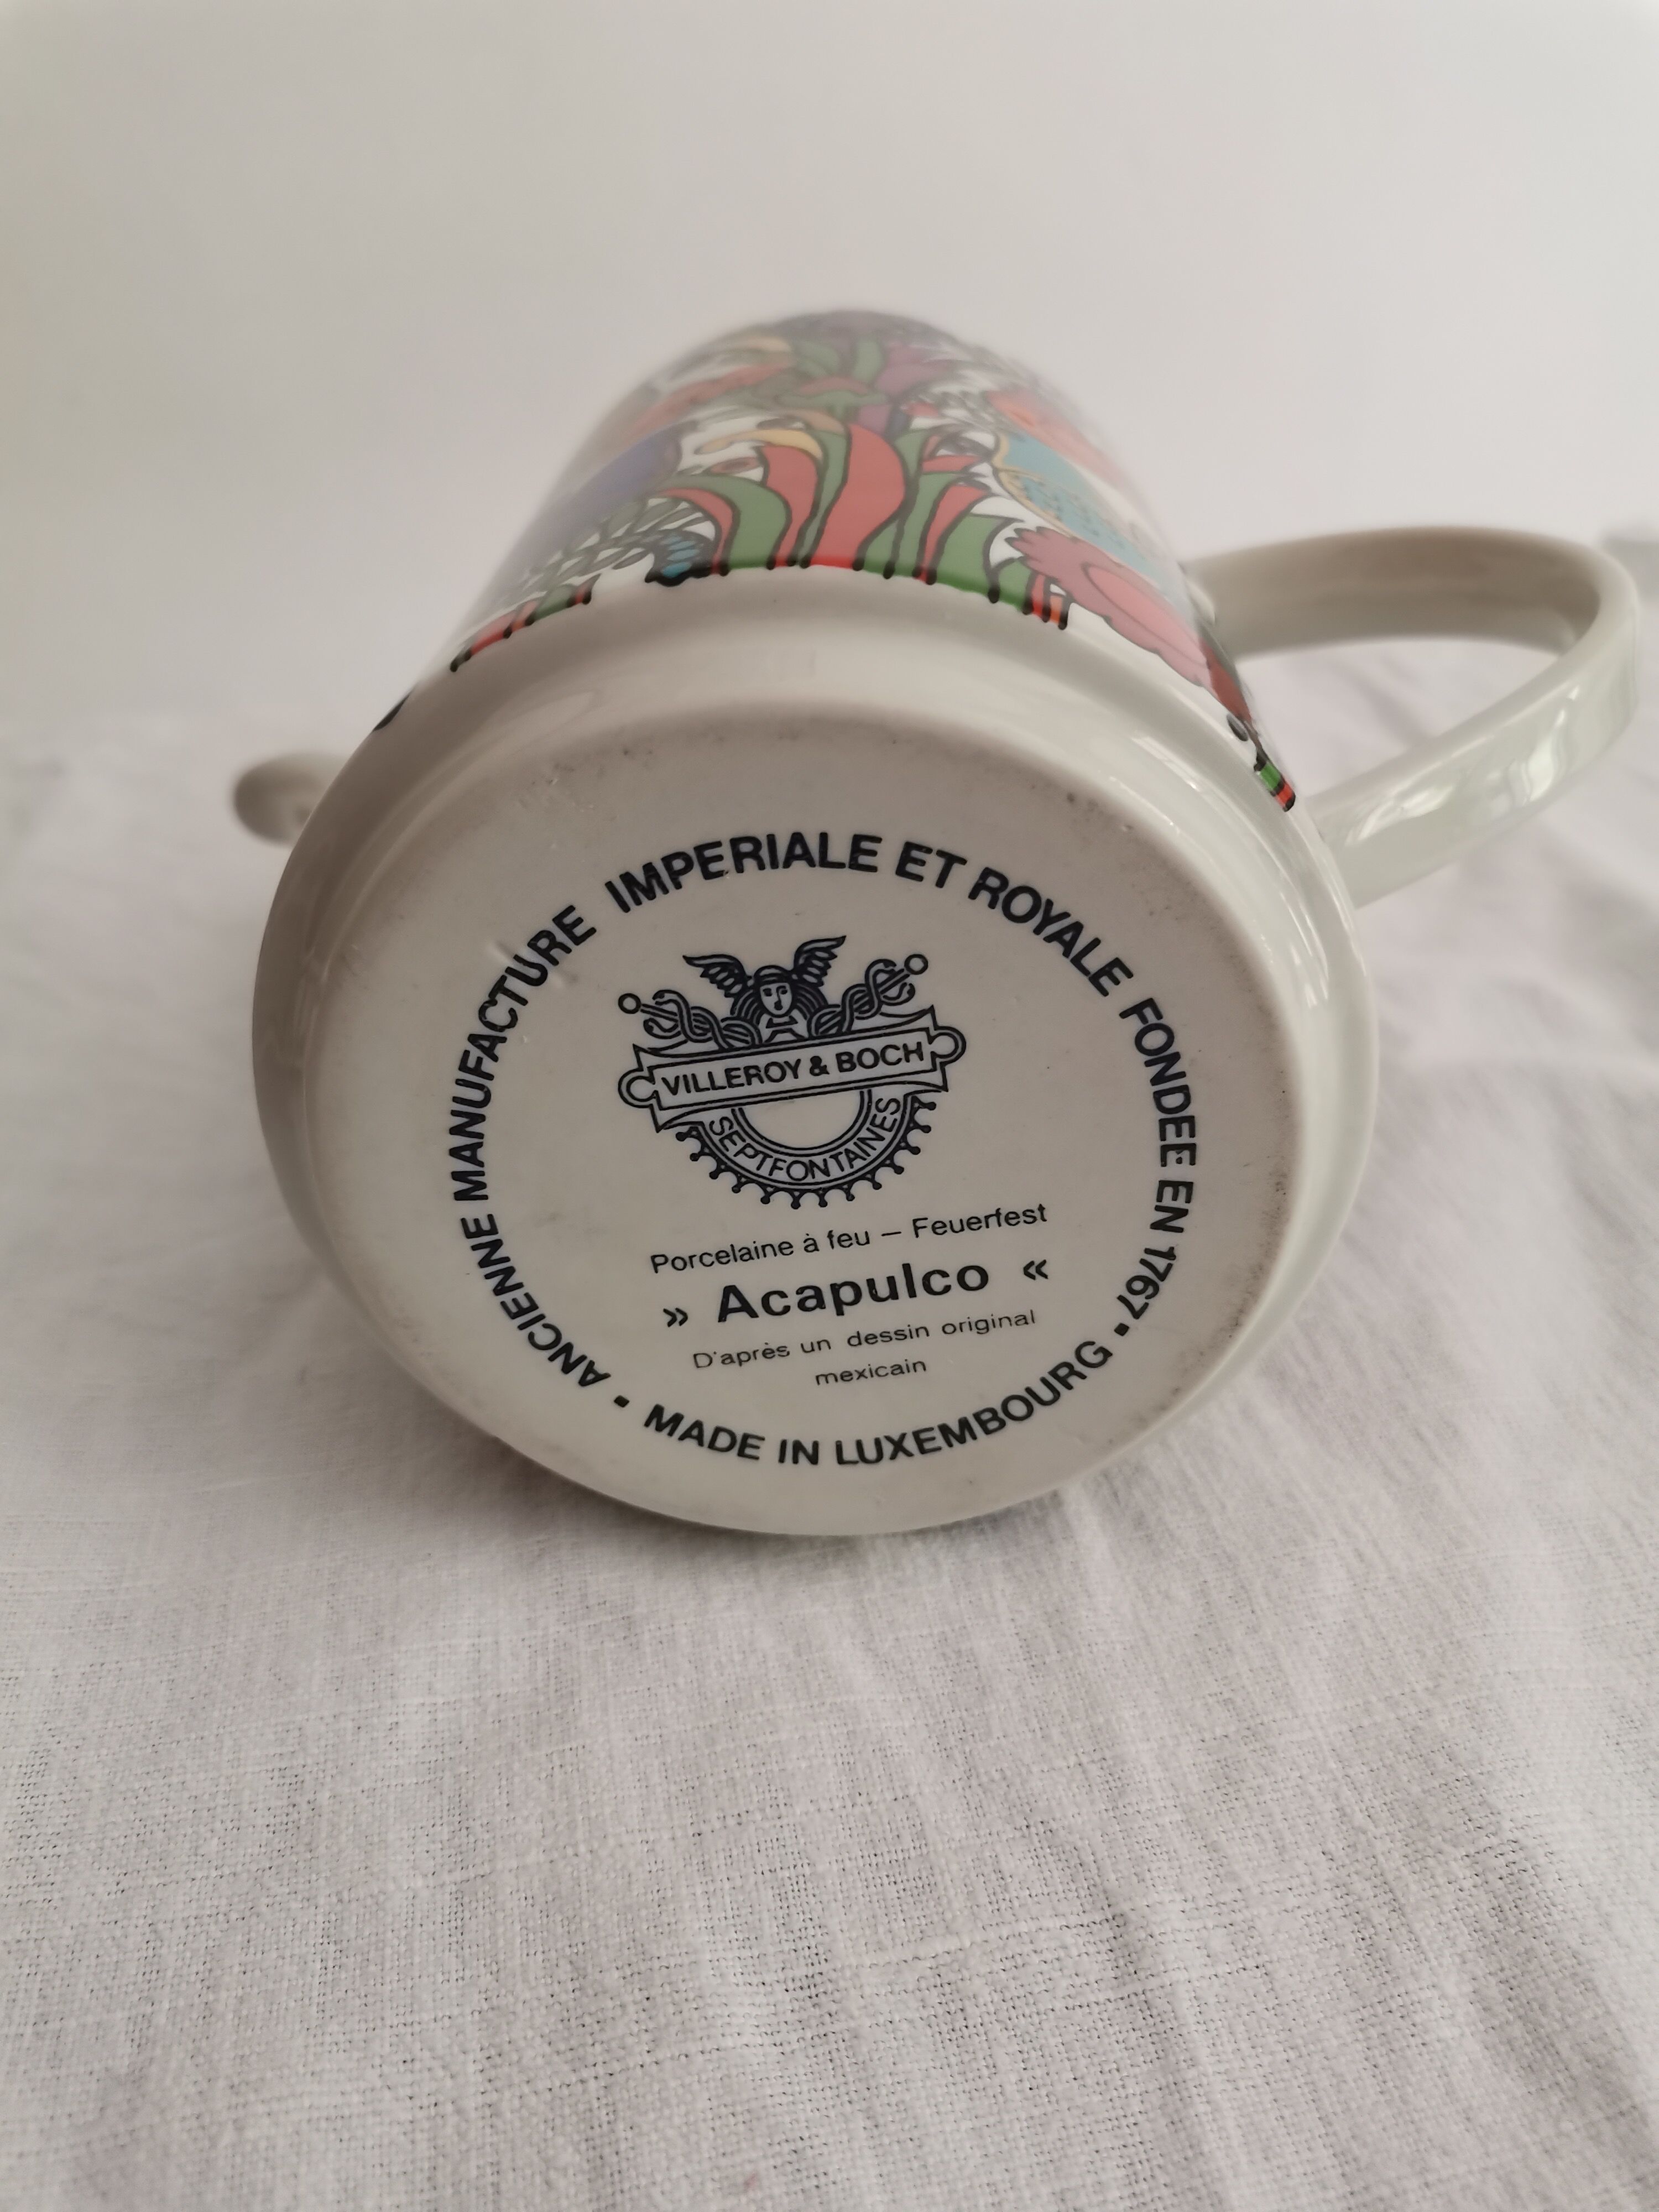 ANCIENNE MANUFACTURE IMPERIALE ET ROYALE FONDEE EN 1767 •
VILLEROY & BOCH
SEPTFONTAINES
Porcelaine à feu – Feuerfest
» Acapulco «
D'après un dessin original
mexicain
• MADE IN LUXEMBOURG